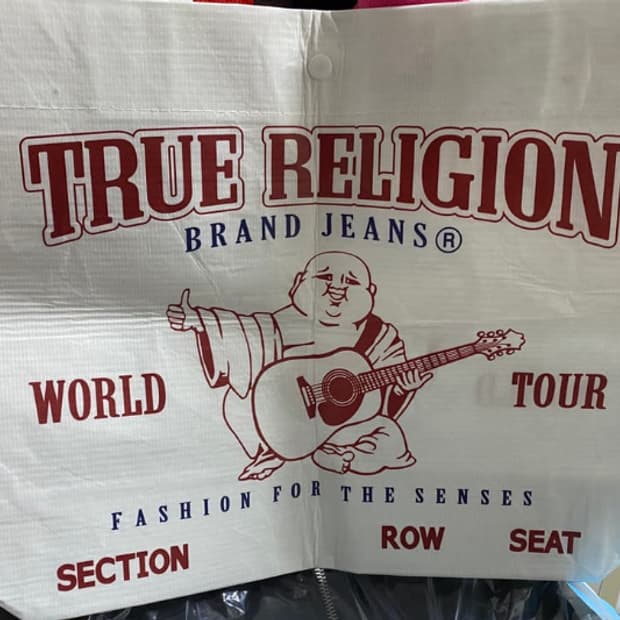 TRUE RELIGION
BRAND JEANS®
WORLD TOUR
FASHION FOR THE SENSES
SECTION ROW SEAT